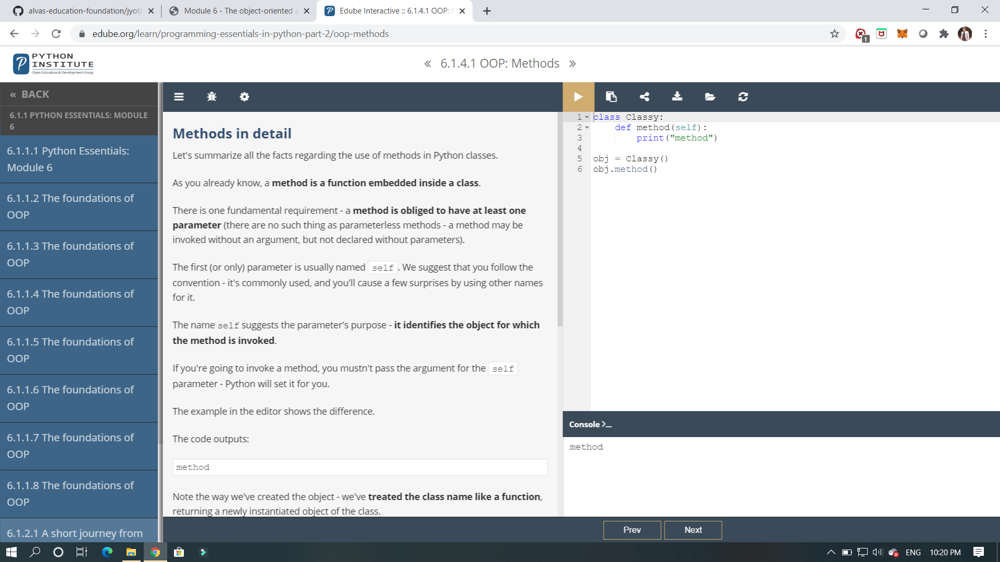 alvas-education-foundation/jyoth
Module 6 - The object-oriented a
Edube Interactive :: 6.1.4.1 OOP: M
edube.org/learn/programming-essentials-in-python-part-2/oop-methods
1
PYTHON
INSTITUTE
Open Education & Development Group
« 6.1.4.1 OOP: Methods »
« BACK
6.1.1 PYTHON ESSENTIALS: MODULE
6
6.1.1.1 Python Essentials:
Module 6
6.1.1.2 The foundations of
OOP
6.1.1.3 The foundations of
OOP
6.1.1.4 The foundations of
OOP
6.1.1.5 The foundations of
OOP
6.1.1.6 The foundations of
OOP
6.1.1.7 The foundations of
OOP
6.1.1.8 The foundations of
OOP
6.1.2.1 A short journey from
Methods in detail
Let's summarize all the facts regarding the use of methods in Python classes.
As you already know, a method is a function embedded inside a class.
There is one fundamental requirement - a method is obliged to have at least one
parameter (there are no such thing as parameterless methods - a method may be
invoked without an argument, but not declared without parameters).
The first (or only) parameter is usually named self . We suggest that you follow the
convention - it's commonly used, and you'll cause a few surprises by using other names
for it.
The name self suggests the parameter's purpose - it identifies the object for which
the method is invoked.
If you're going to invoke a method, you mustn't pass the argument for the self
parameter - Python will set it for you.
The example in the editor shows the difference.
The code outputs:
method
Note the way we've created the object - we've treated the class name like a function,
returning a newly instantiated object of the class.
1 class Classy:
2     def method(self):
3         print("method")
4
5 obj = Classy()
6 obj.method()
Console >_
method
Prev
Next
ENG
10:20 PM